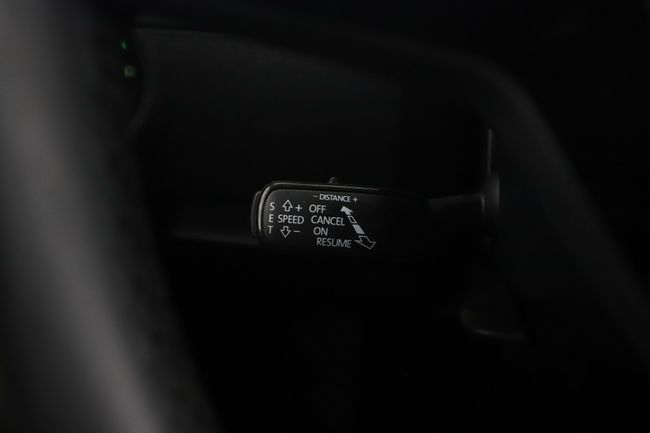 - DISTANCE +
S + OFF
E SPEED CANCEL
T - ON
RESUME